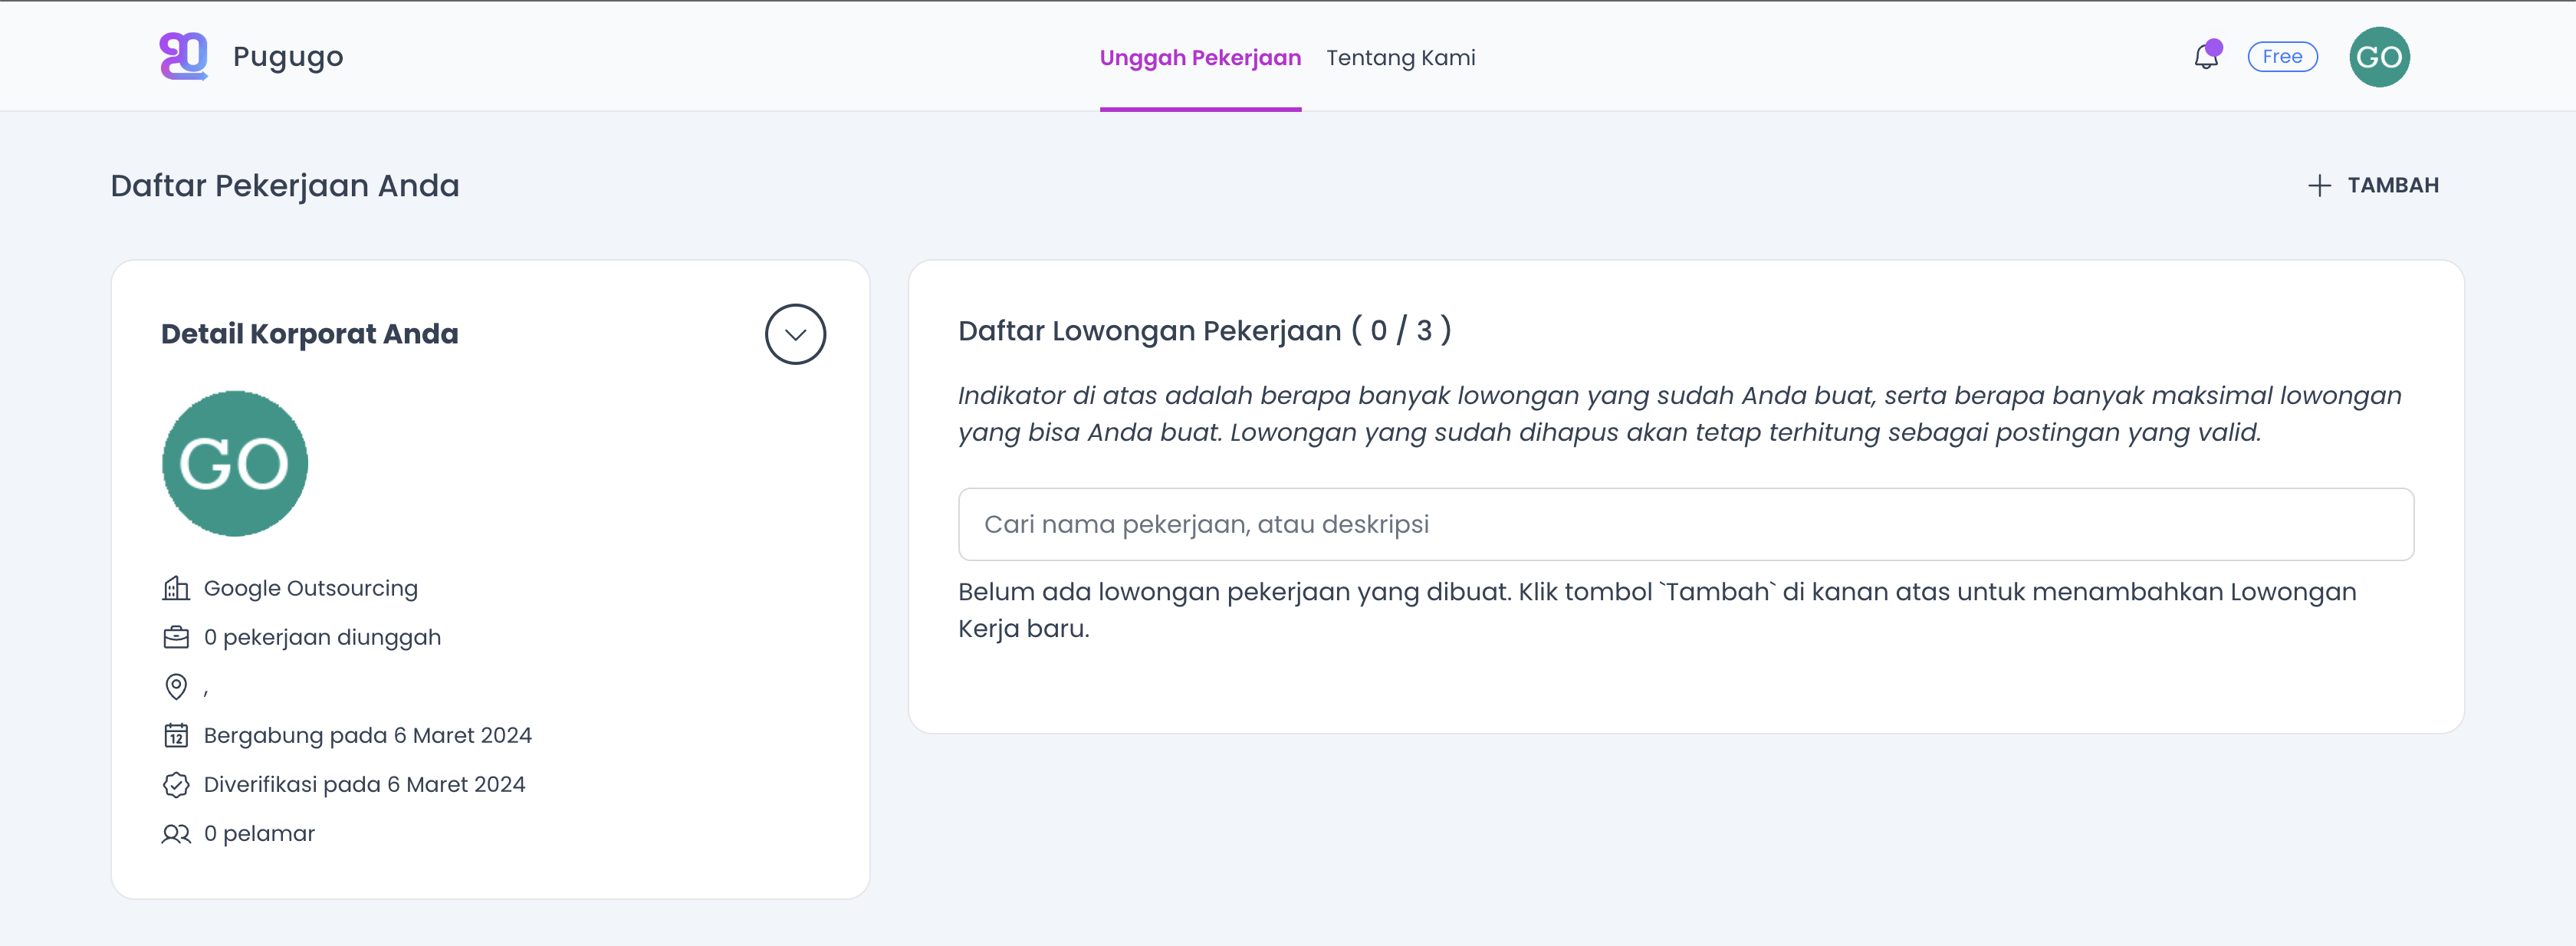 Pugugo
Unggah Pekerjaan
Tentang Kami
Free
GO
Daftar Pekerjaan Anda
TAMBAH
Detail Korporat Anda
GO
Google Outsourcing
0 pekerjaan diunggah
,
12
Bergabung pada 6 Maret 2024
Diverifikasi pada 6 Maret 2024
0 pelamar
Daftar Lowongan Pekerjaan ( 0 / 3 )
Indikator di atas adalah berapa banyak lowongan yang sudah Anda buat, serta berapa banyak maksimal lowongan
yang bisa Anda buat. Lowongan yang sudah dihapus akan tetap terhitung sebagai postingan yang valid.
Cari nama pekerjaan, atau deskripsi
Belum ada lowongan pekerjaan yang dibuat. Klik tombol `Tambah` di kanan atas untuk menambahkan Lowongan
Kerja baru.